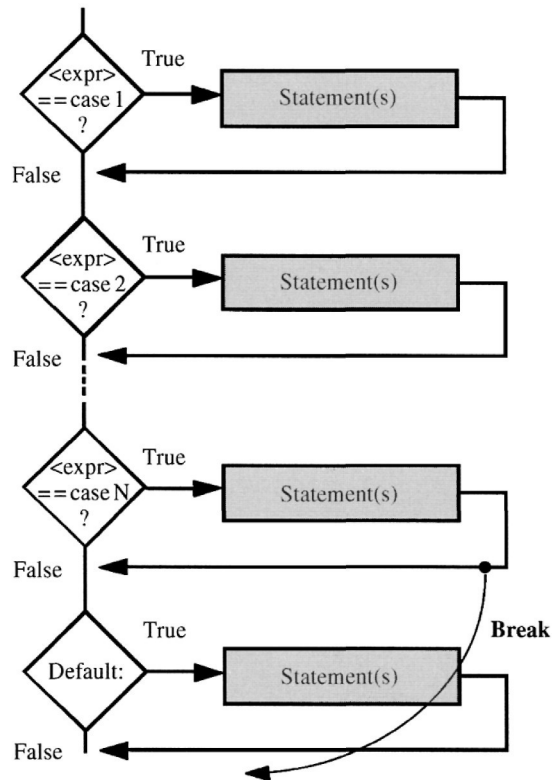 True
<expr>
==case 1
?
Statement(s)
False
True
<expr>
==case 2
?
Statement(s)
False
True
<expr>
==case N
?
Statement(s)
False
Break
True
Default:
Statement(s)
False